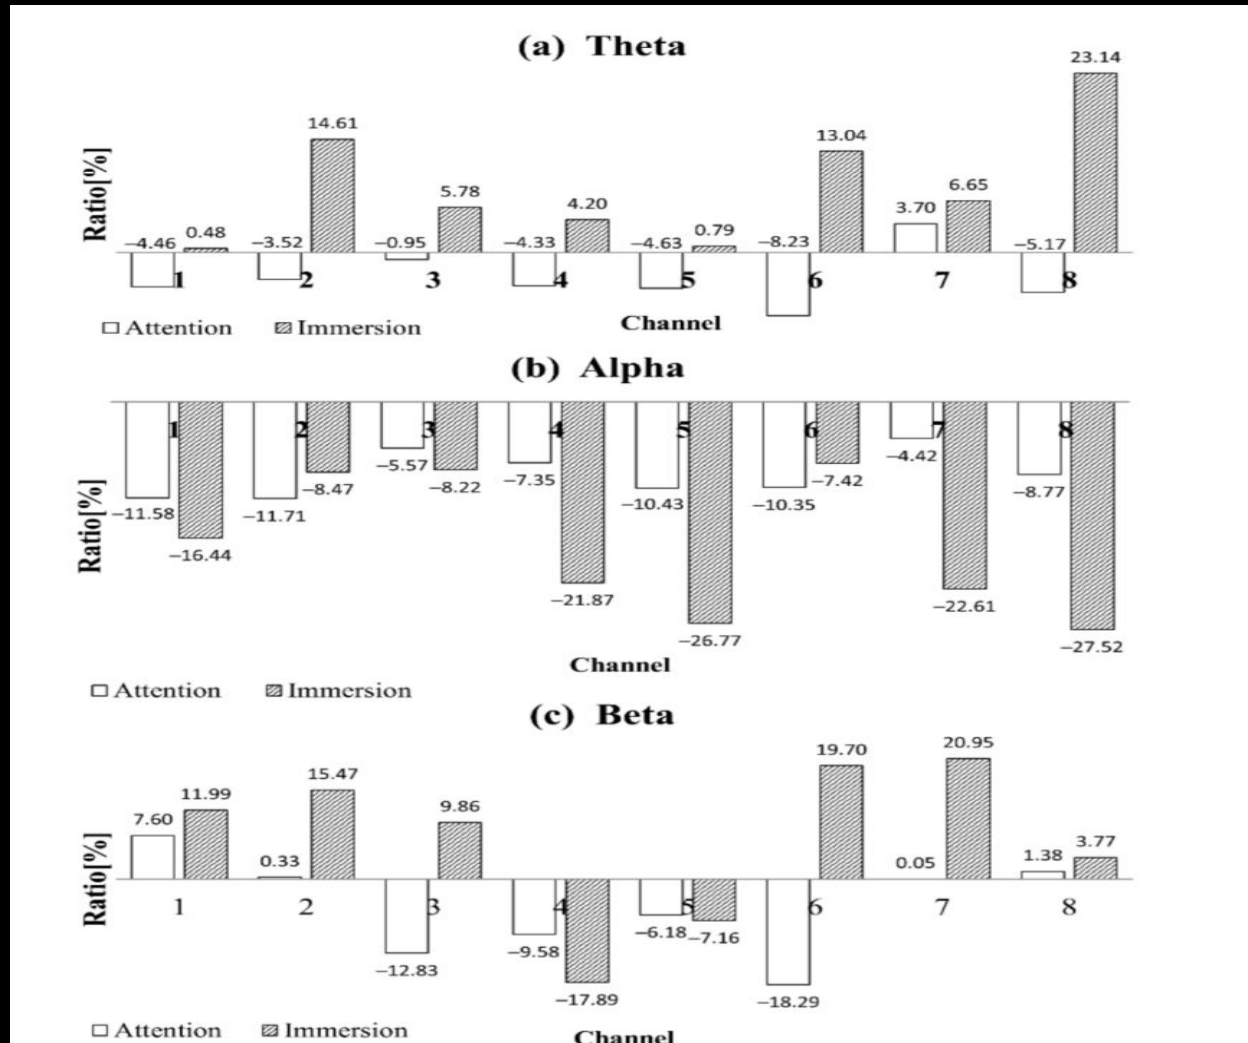 (a) Theta
23.14
14.61
13.04
5.78
6.65
4.20
3.70
−4.46 0.48 −3.52 −0.95 −4.33 −4.63 0.79 −8.23 −5.17
Ratio[%]
1 2 3 4 5 6 7 8
Attention Immersion Channel
(b) Alpha
1 2 3 4 5 6 7 8
−5.57 −4.42
−8.47 −8.22 −7.35 −7.42
−11.58 −11.71 −10.43 −10.35 −8.77
Ratio[%]
−16.44
−21.87 −22.61
−26.77 −27.52
Channel
Attention Immersion
(c) Beta
19.70 20.95
15.47
11.99 9.86
7.60
0.33 0.05 1.38 3.77
Ratio[%]
1 2 3 4 5 6 7 8
−6.18 −7.16
−12.83 −9.58
−17.89 −18.29
Attention Immersion Channel